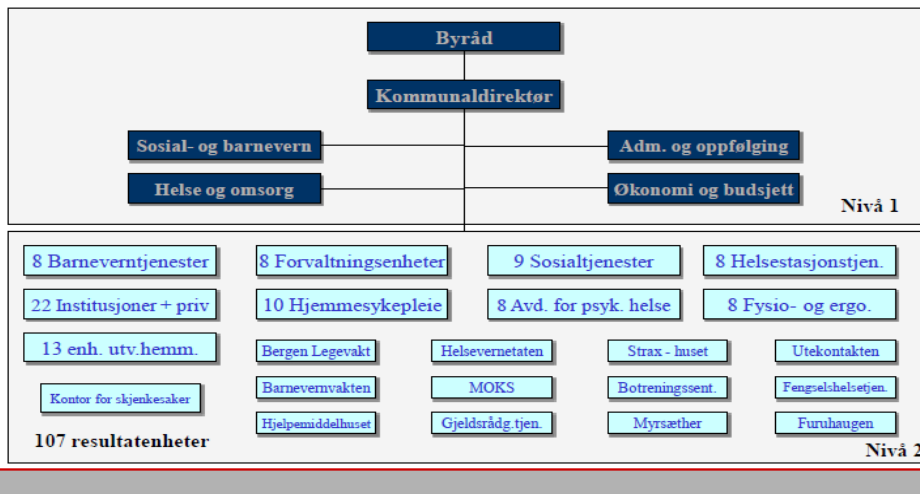 Byråd
Kommunaldirektør
Sosial- og barnevern
Adm. og oppfølging
Helse og omsorg
Økonomi og budsjett
Nivå 1
8 Barneverntjenester
8 Forvaltningsenheter
9 Sosialtjenester
8 Helsestasjonstjen.
22 Institusjoner + priv
10 Hjemmesykepleie
8 Avd. for psyk. helse
8 Fysio- og ergo.
13 enh. utv.hemm.
Bergen Legevakt
Helsevernetaten
Strax - huset
Utekontakten
Kontor for skjenkesaker
Barnevernvakten
MOKS
Botreningssent.
Fengselshelsetjen.
Hjelpemiddelhuset
Gjeldsrådg.tjen.
Myrsæther
Furuhaugen
107 resultatenheter
Nivå 2